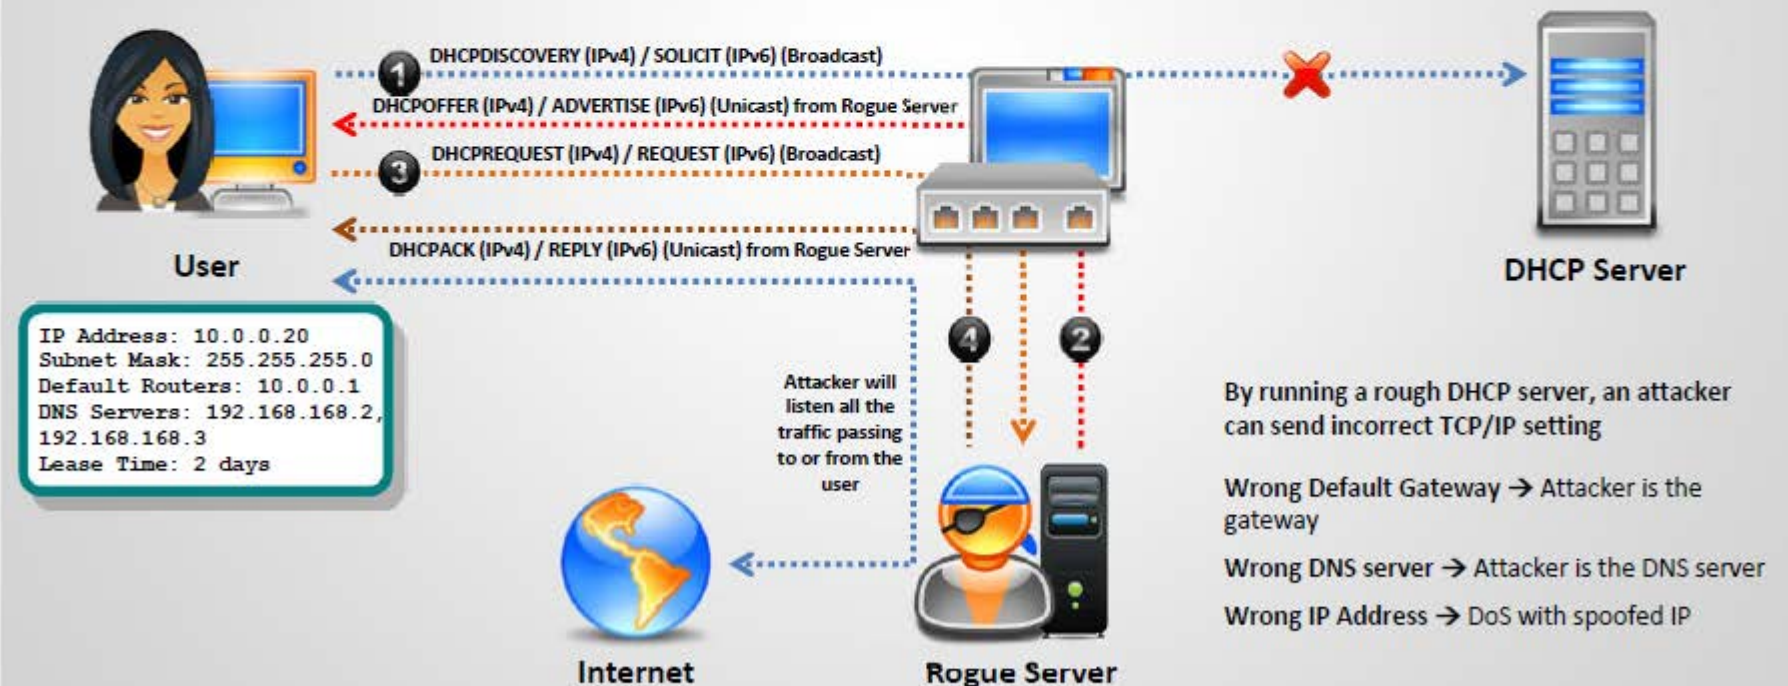 1
DHCPDISCOVERY (IPv4) / SOLICIT (IPv6) (Broadcast)
DHCPOFFER (IPv4) / ADVERTISE (IPv6) (Unicast) from Rogue Server
3
DHCPREQUEST (IPv4) / REQUEST (IPv6) (Broadcast)
DHCPACK (IPv4) / REPLY (IPv6) (Unicast) from Rogue Server
User
DHCP Server
IP Address: 10.0.0.20
Subnet Mask: 255.255.255.0
Default Routers: 10.0.0.1
DNS Servers: 192.168.168.2,
192.168.168.3
Lease Time: 2 days
4
2
Attacker will
listen all the
traffic passing
to or from the
user
By running a rough DHCP server, an attacker
can send incorrect TCP/IP setting
Wrong Default Gateway → Attacker is the
gateway
Wrong DNS server → Attacker is the DNS server
Wrong IP Address → DoS with spoofed IP
Internet
Rogue Server